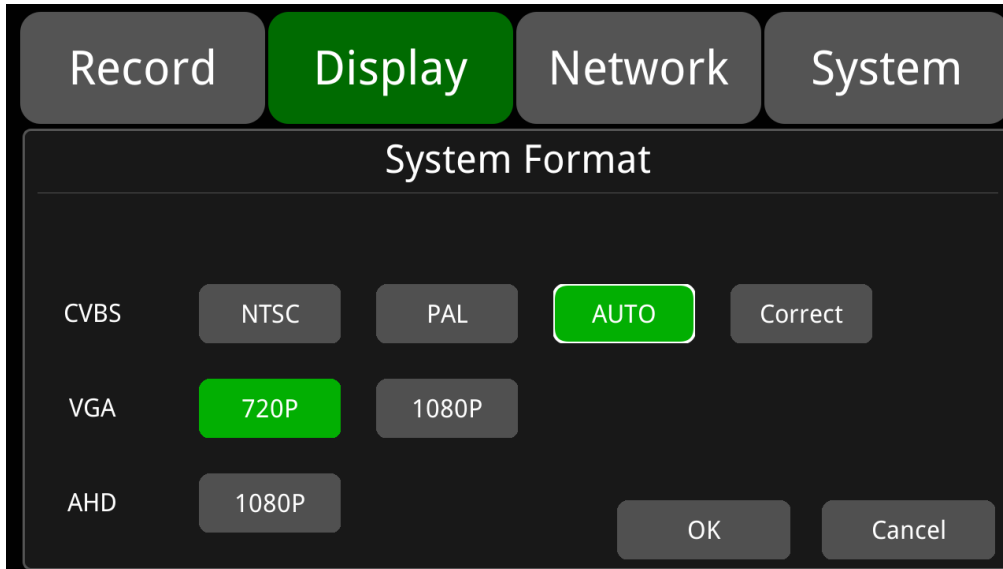 Record Display Network System
System Format
CVBS NTSC PAL AUTO Correct
VGA 720P 1080P
AHD 1080P
OK Cancel